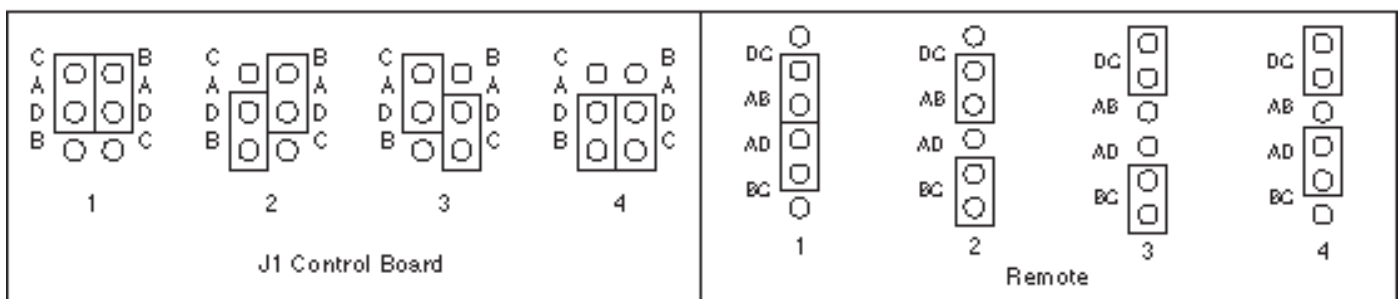 C B C B C B C B
A A A A A A A A
D D D D D D D D
B C B C B C B C
1 2 3 4
J1 Control Board
DC DC DC DC
AB AB AB AB
AD AD AD AD
BC BC BC BC
1 2 3 4
Remote